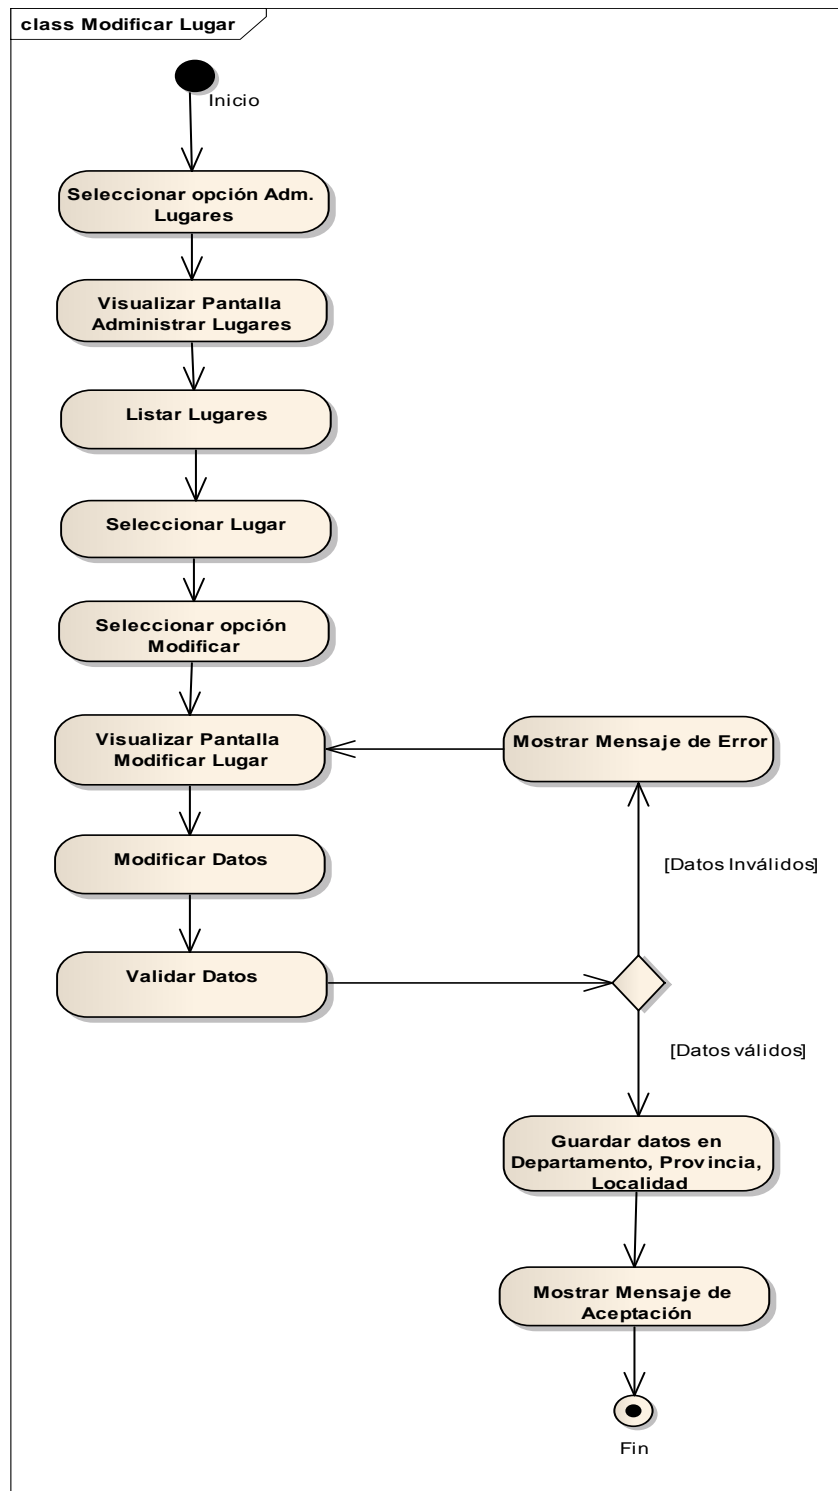 class Modificar Lugar
Inicio
Seleccionar opción Adm.
Lugares
Visualizar Pantalla
Administrar Lugares
Listar Lugares
Seleccionar Lugar
Seleccionar opción
Modificar
Visualizar Pantalla
Modificar Lugar
Mostrar Mensaje de Error
Modificar Datos
[Datos Inválidos]
Validar Datos
[Datos válidos]
Guardar datos en
Departamento, Provincia,
Localidad
Mostrar Mensaje de
Aceptación
Fin